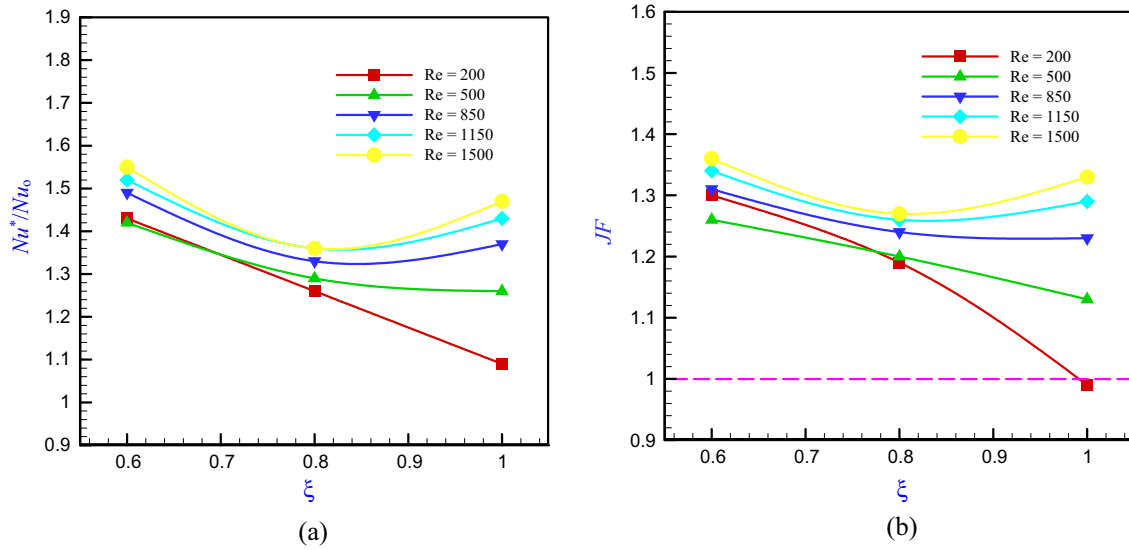 1.9
1.8
1.7
1.6
1.5
1.4
1.3
1.2
1.1
1
0.9
Nu*/Nuo
Re = 200
Re = 500
Re = 850
Re = 1150
Re = 1500
0.6 0.7 0.8 0.9 1
ξ
(a)
1.6
1.5
1.4
1.3
1.2
1.1
1
0.9
JF
Re = 200
Re = 500
Re = 850
Re = 1150
Re = 1500
0.6 0.7 0.8 0.9 1
ξ
(b)